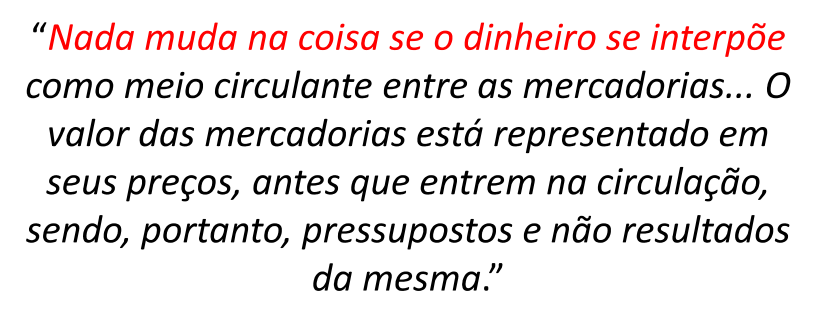 “Nada muda na coisa se o dinheiro se interpõe
como meio circulante entre as mercadorias... O
valor das mercadorias está representado em
seus preços, antes que entrem na circulação,
sendo, portanto, pressupostos e não resultados
da mesma.”